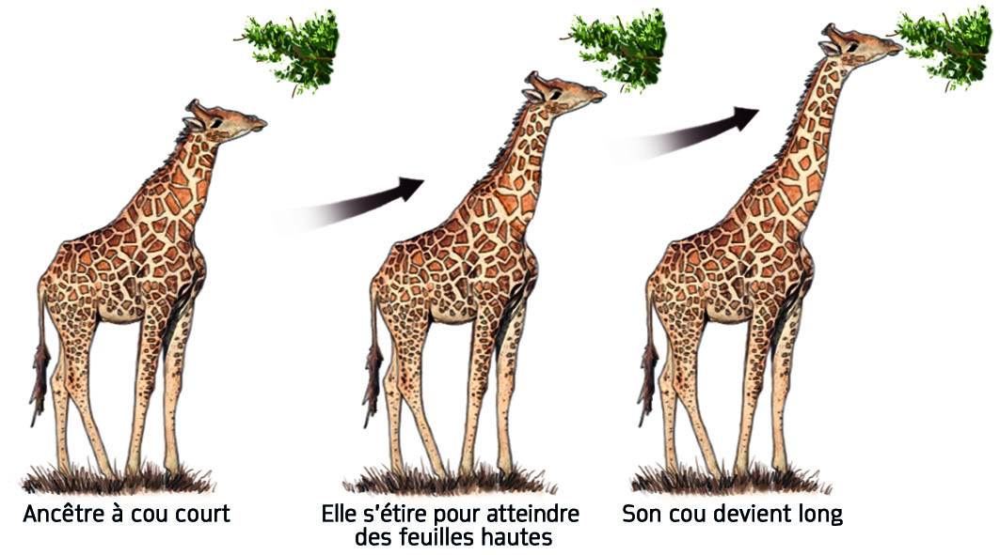 Ancêtre à cou court
Elle s'étire pour atteindre
des feuilles hautes
Son cou devient long